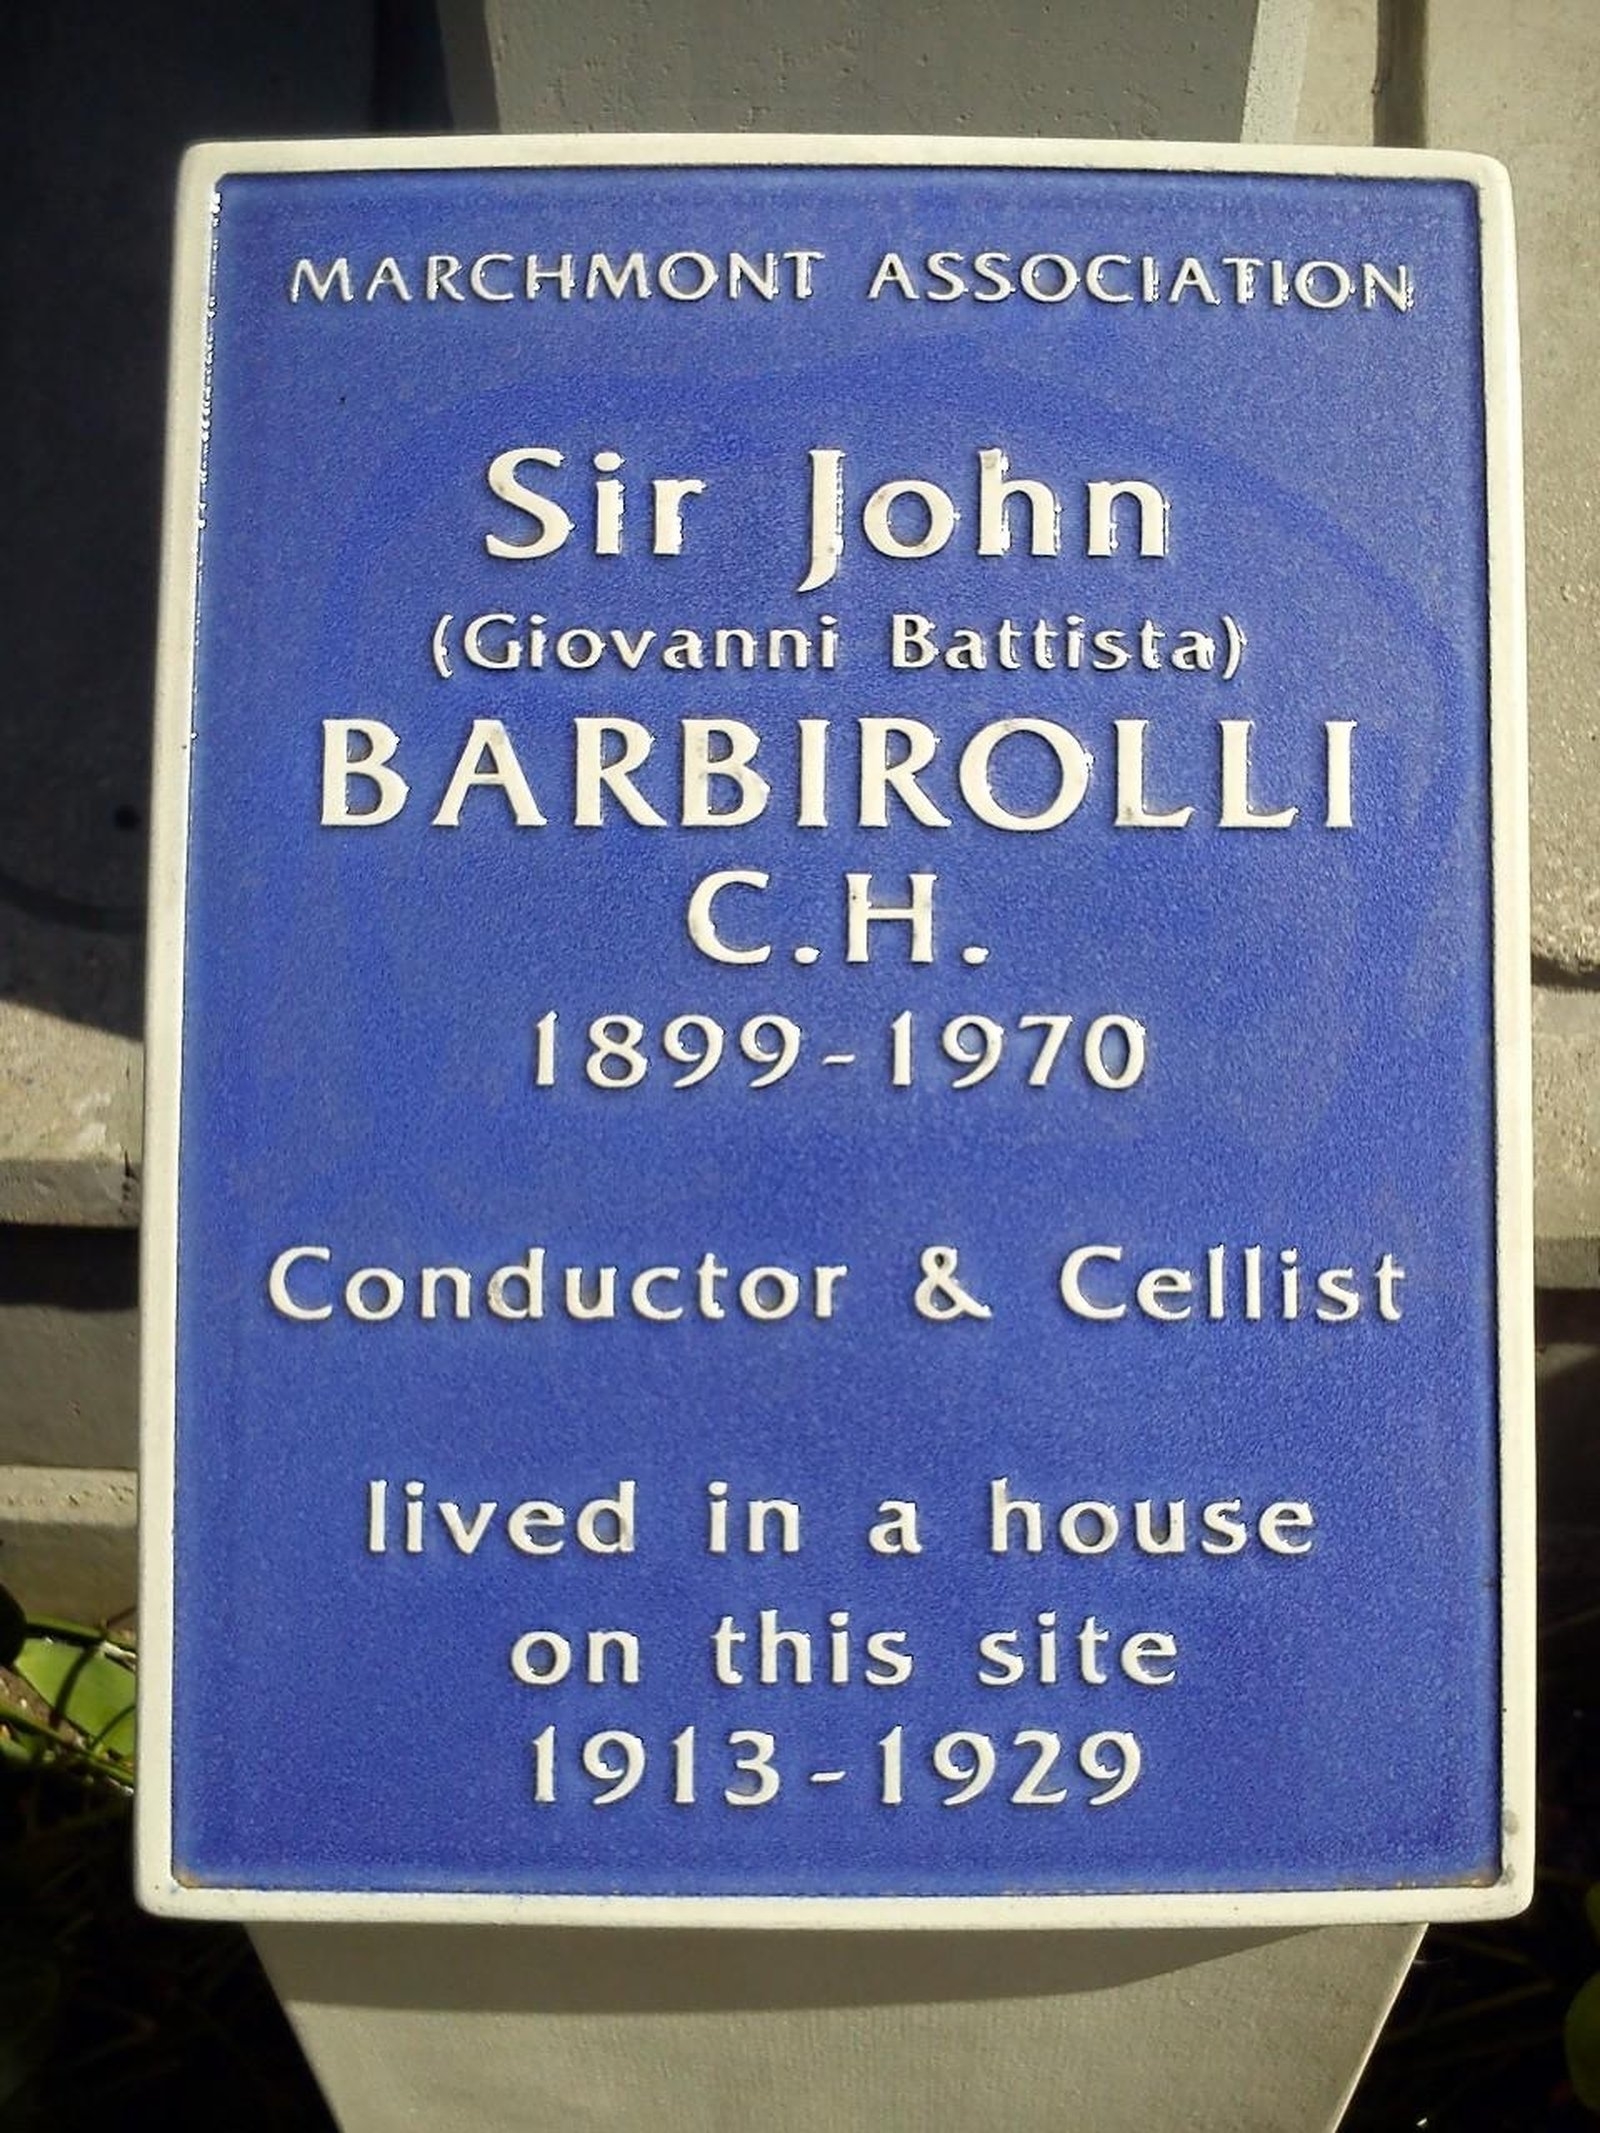 MARCHMONT ASSOCIATION
Sir John
(Giovanni Battista)
BARBIROLLI
C.H.
1899-1970
Conductor & Cellist
lived in a house
on this site
1913-1929